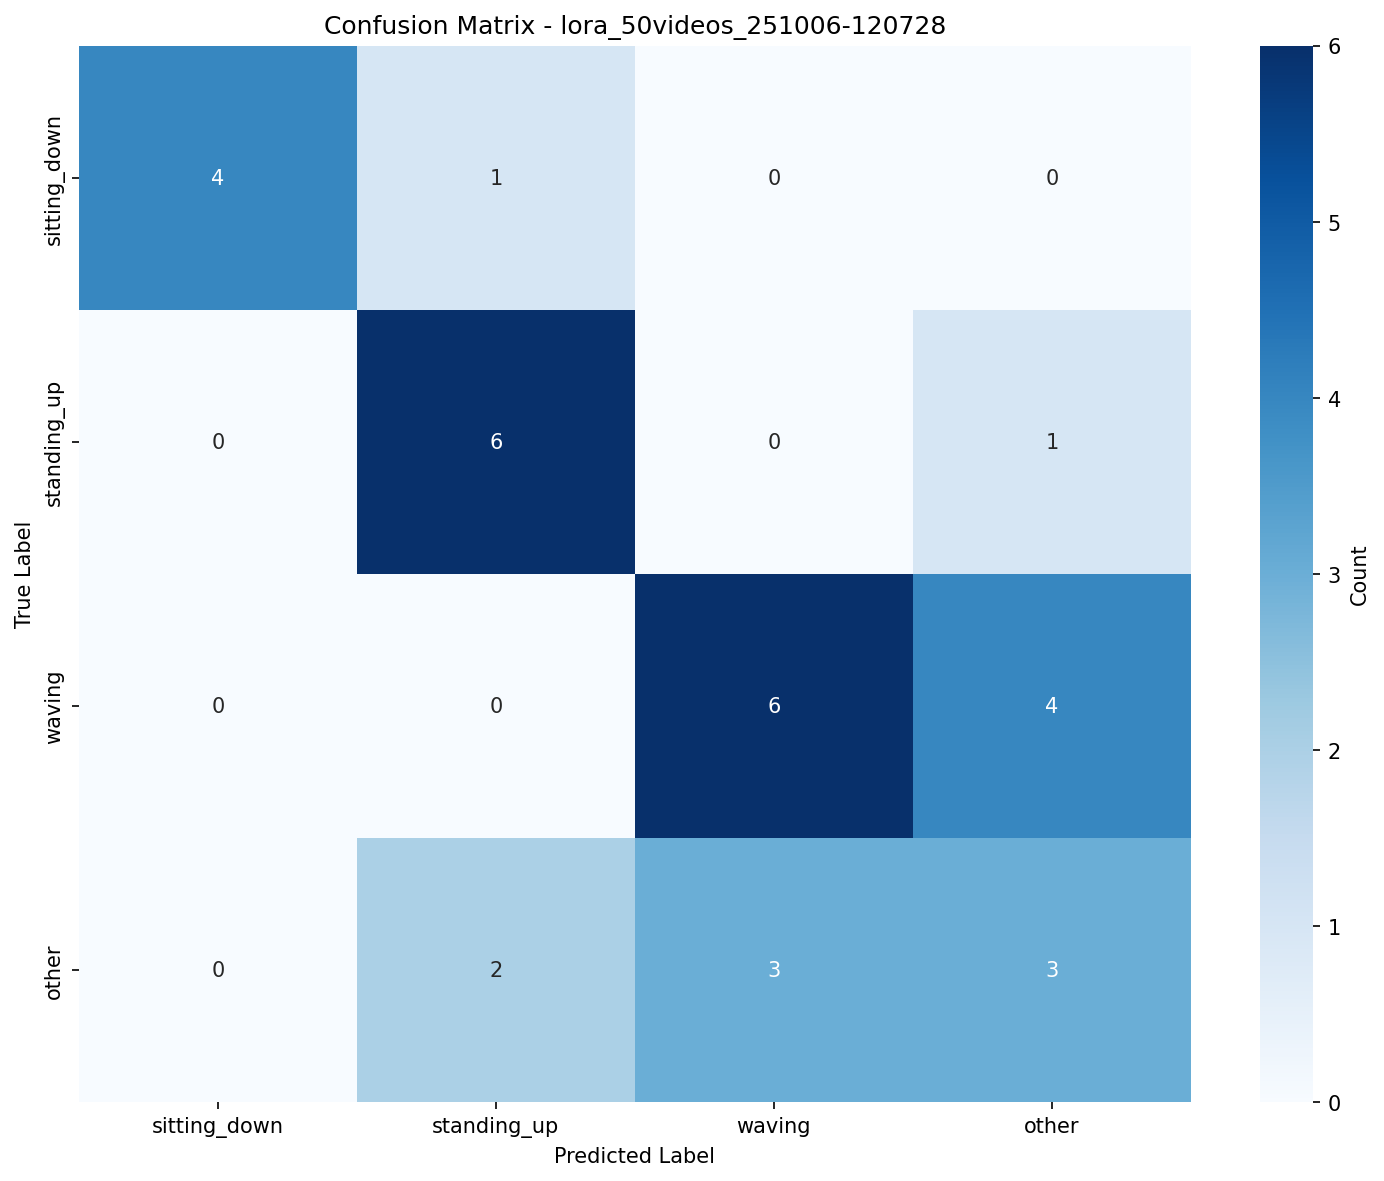 Confusion Matrix - lora_50videos_251006-120728
True Label
sitting_down
4 1 0 0
standing_up
0 6 0 1
waving
0 0 6 4
other
0 2 3 3
sitting_down standing_up waving other
Predicted Label
6
5
4
3
2
1
0
Count